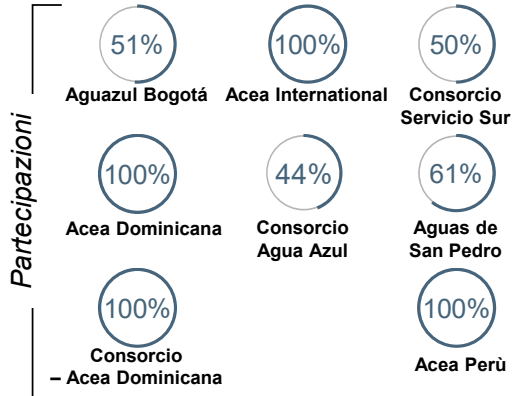 Partecipazioni
51%
Aguazul Bogotá
100%
Acea International
50%
Consorcio
Servicio Sur
100%
Acea Dominicana
44%
Consorcio
Agua Azul
61%
Aguas de
San Pedro
100%
Consorcio
– Acea Dominicana
100%
Acea Perù